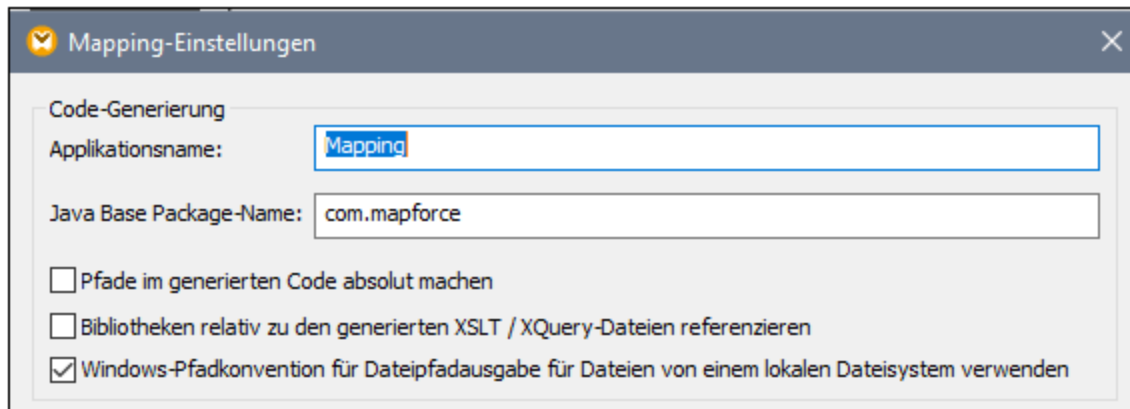 Mapping-Einstellungen
Code-Generierung
Applikationsname:
Mapping
Java Base Package-Name:
com.mapforce
Pfade im generierten Code absolut machen
Bibliotheken relativ zu den generierten XSLT / XQuery-Dateien referenzieren
Windows-Pfadkonvention für Dateipfadausgabe für Dateien von einem lokalen Dateisystem verwenden